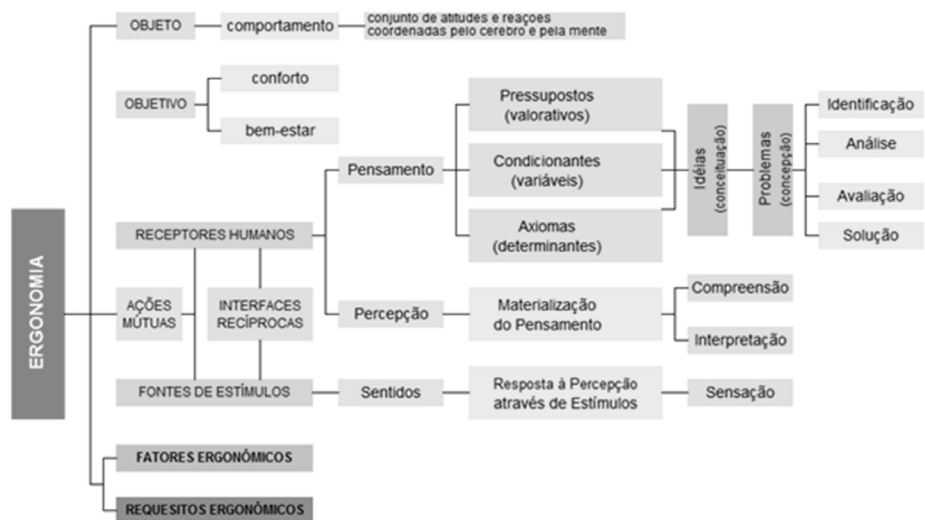 ERGONOMIA
OBJETO
comportamento
conjunto de atitudes e reações
coordenadas pelo cerebro e pela mente
OBJETIVO
conforto
bem-estar
RECEPTORES HUMANOS
AÇÕES
MÚTUAS
INTERFACES
RECÍPROCAS
FONTES DE ESTÍMULOS
Pensamento
Pressupostos
(valorativos)
Condicionantes
(variáveis)
Axiomas
(determinantes)
Idéias
(conceituação)
Problemas
(concepção)
Identificação
Análise
Avaliação
Solução
Percepção
Materialização
do Pensamento
Compreensão
Interpretação
Sentidos
Resposta à Percepção
através de Estímulos
Sensação
FATORES ERGONÔMICOS
REQUESITOS ERGONÔMICOS